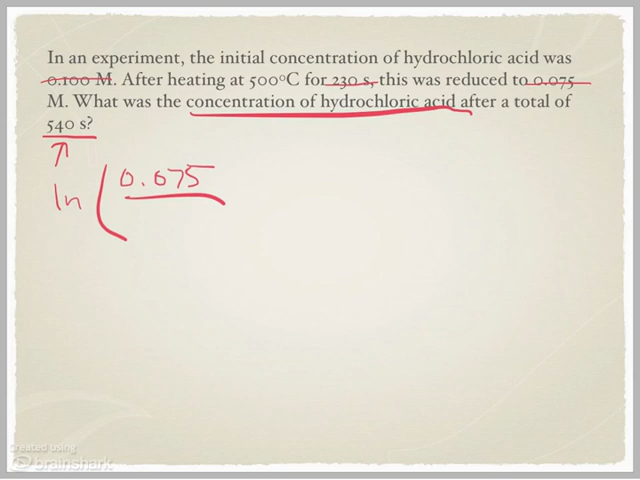 In an experiment, the initial concentration of hydrochloric acid was
0.100 M. After heating at 500°C for 230 s, this was reduced to 0.075
M. What was the concentration of hydrochloric acid after a total of
540 s?
ln ( 0.075
created using
brainshark